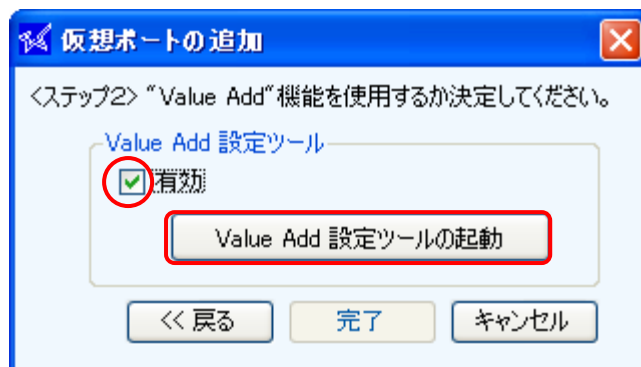 仮想ポートの追加
<ステップ2> "Value Add"機能を使用するか決定してください。
Value Add 設定ツール
有効
Value Add 設定ツールの起動
<< 戻る 完了 キャンセル